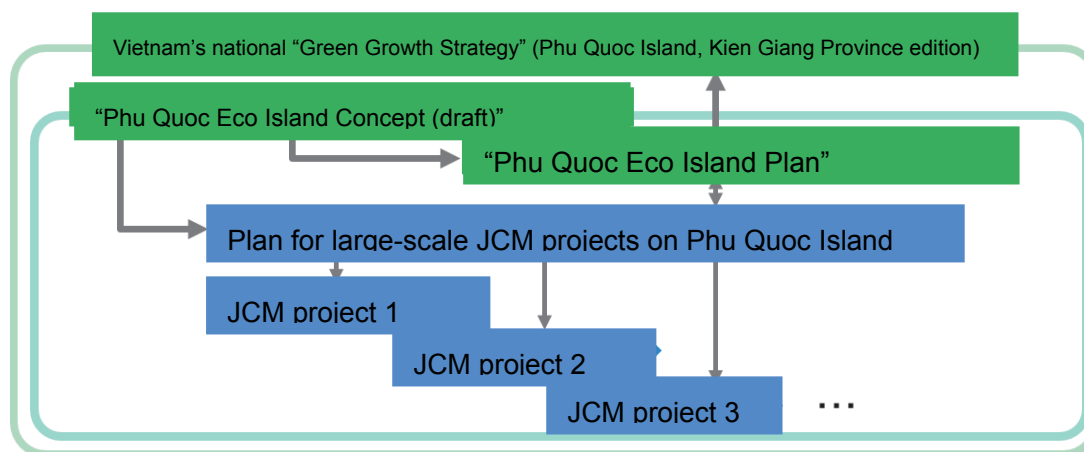 Vietnam’s national “Green Growth Strategy” (Phu Quoc Island, Kien Giang Province edition)
“Phu Quoc Eco Island Concept (draft)”
“Phu Quoc Eco Island Plan”
Plan for large-scale JCM projects on Phu Quoc Island
JCM project 1
JCM project 2
JCM project 3
...